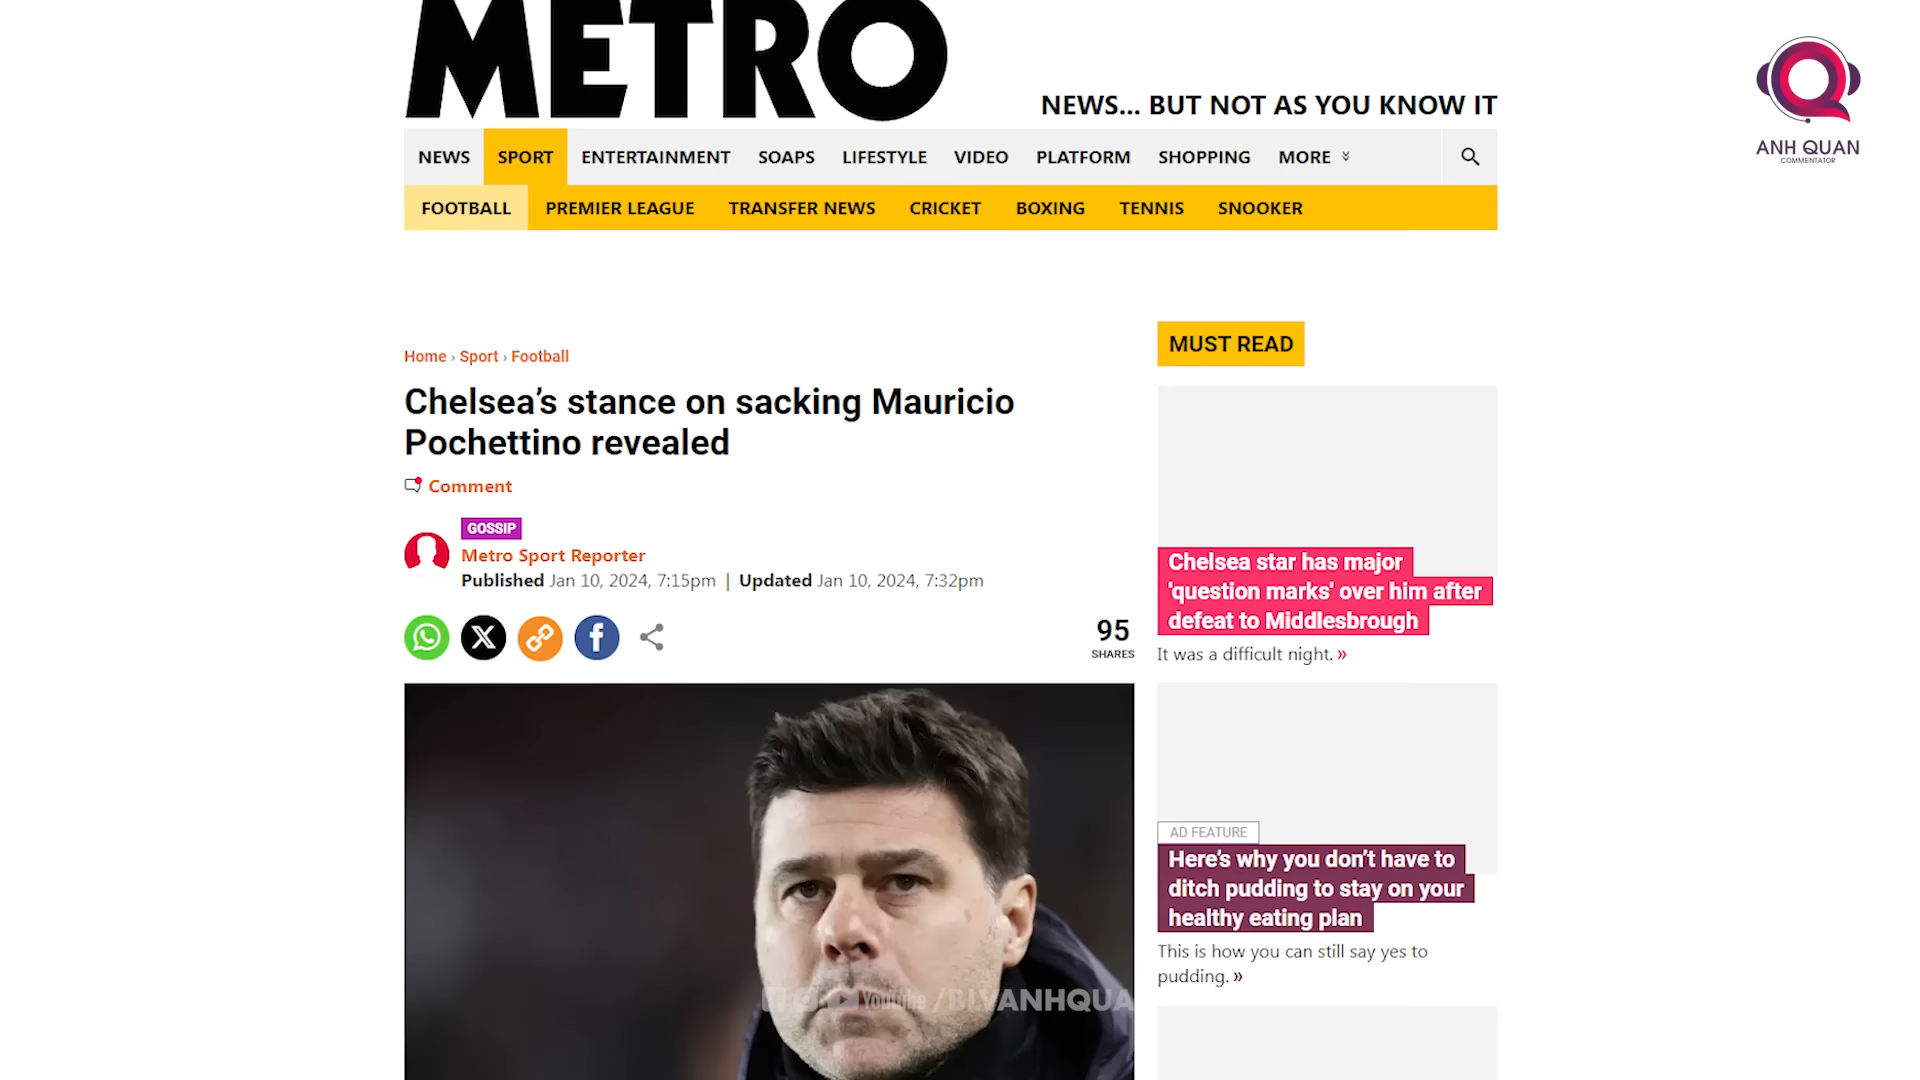 METRO
NEWS... BUT NOT AS YOU KNOW IT
ANH QUAN
COMMENTATOR
NEWS SPORT ENTERTAINMENT SOAPS LIFESTYLE VIDEO PLATFORM SHOPPING MORE
FOOTBALL PREMIER LEAGUE TRANSFER NEWS CRICKET BOXING TENNIS SNOOKER
Home › Sport › Football
Chelsea’s stance on sacking Mauricio
Pochettino revealed
Comment
GOSSIP
Metro Sport Reporter
Published Jan 10, 2024, 7:15pm | Updated Jan 10, 2024, 7:32pm
95
SHARES
Youtube /BLVANHQUA
MUST READ
Chelsea star has major
'question marks' over him after
defeat to Middlesbrough
It was a difficult night. »
AD FEATURE
Here’s why you don’t have to
ditch pudding to stay on your
healthy eating plan
This is how you can still say yes to
pudding. »